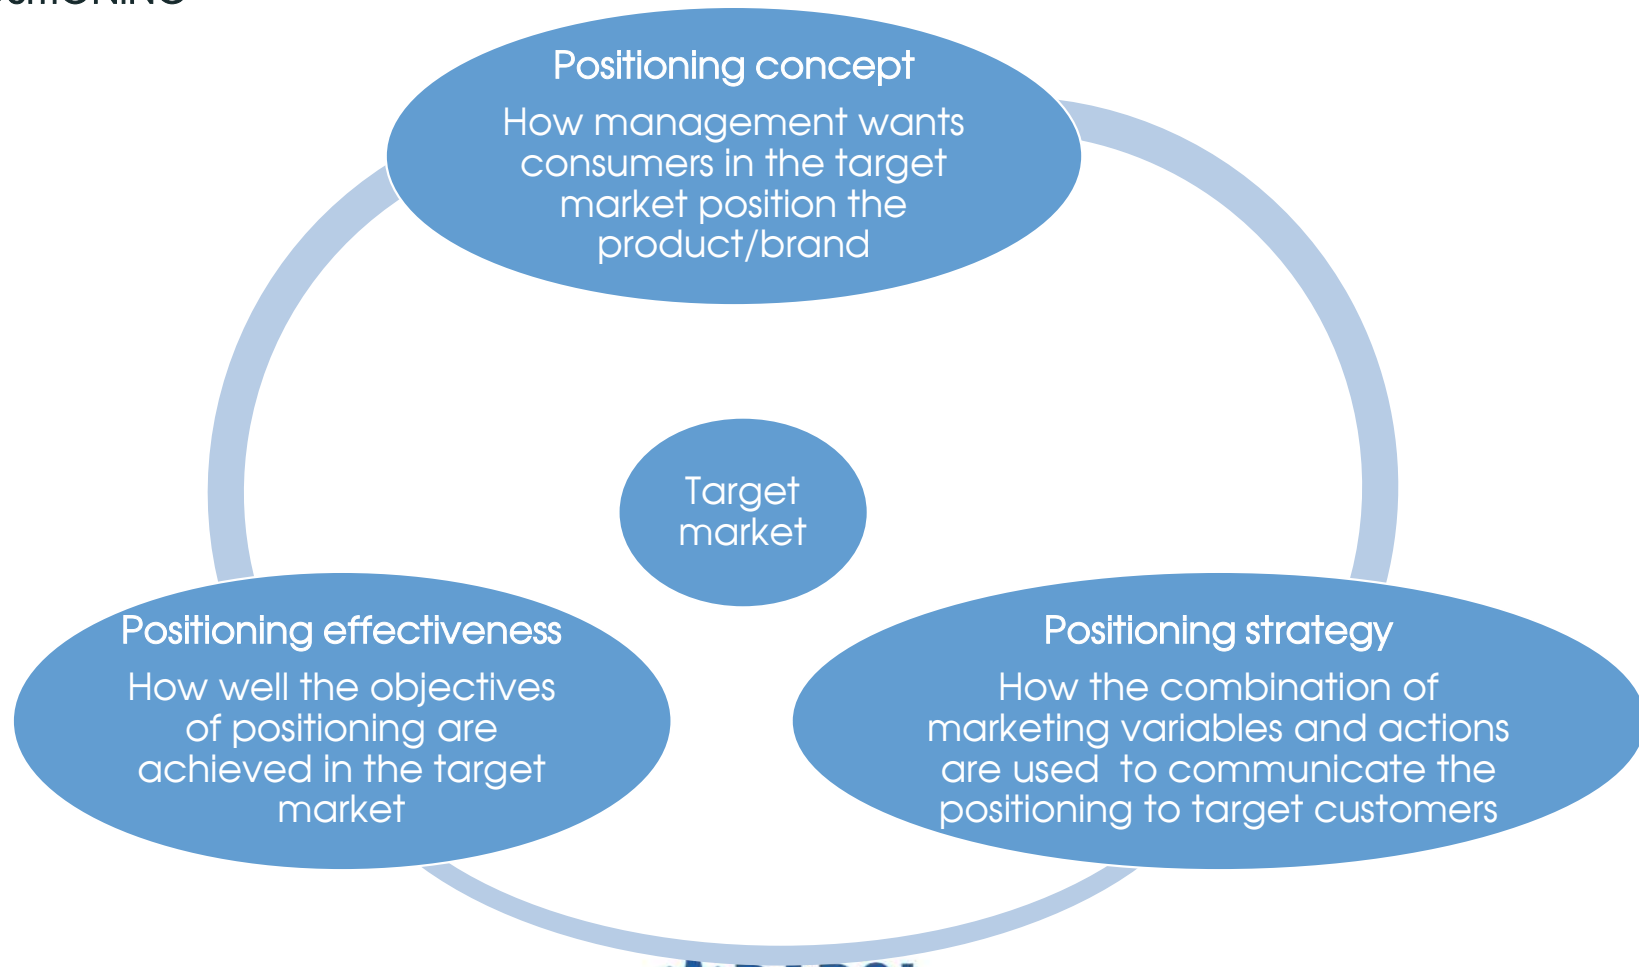 Positioning concept
How management wants
consumers in the target
market position the
product/brand
Target
market
Positioning effectiveness
How well the objectives
of positioning are
achieved in the target
market
Positioning strategy
How the combination of
marketing variables and actions
are used  to communicate the
positioning to target customers